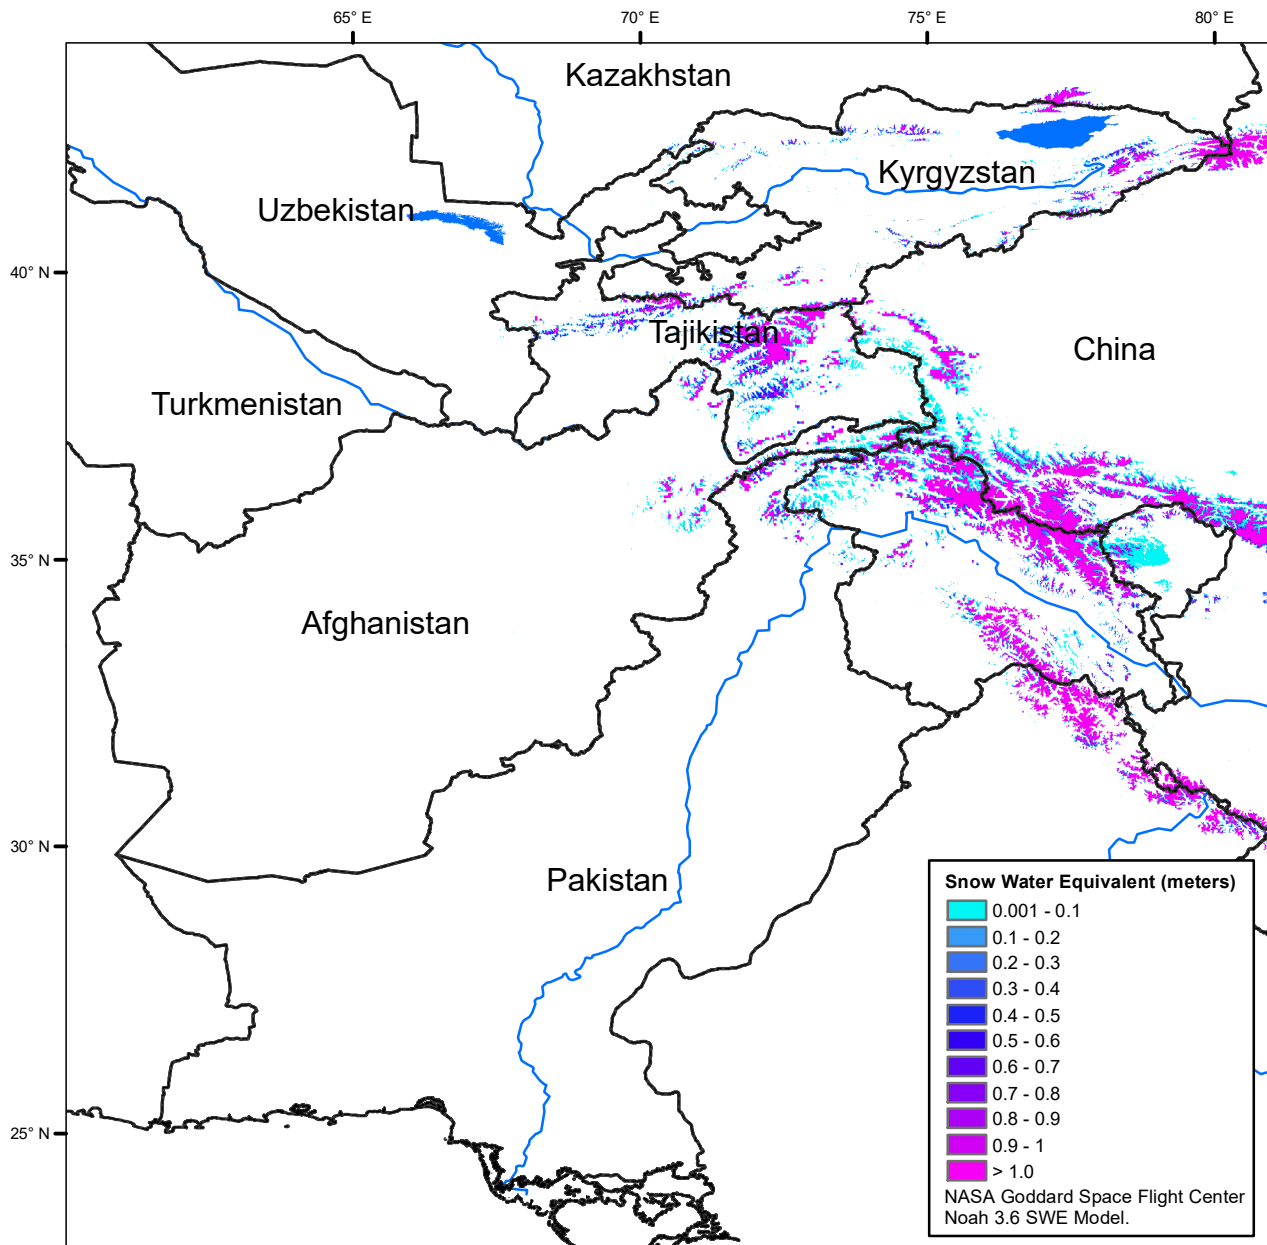 65° E
70° E
75° E
80° E
Kazakhstan
Kyrgyzstan
Uzbekistan
40° N
Tajikistan
China
Turkmenistan
35° N
Afghanistan
30° N
Pakistan
25° N
Snow Water Equivalent (meters)
0.001 - 0.1
0.1 - 0.2
0.2 - 0.3
0.3 - 0.4
0.4 - 0.5
0.5 - 0.6
0.6 - 0.7
0.7 - 0.8
0.8 - 0.9
0.9 - 1
> 1.0
NASA Goddard Space Flight Center
Noah 3.6 SWE Model.